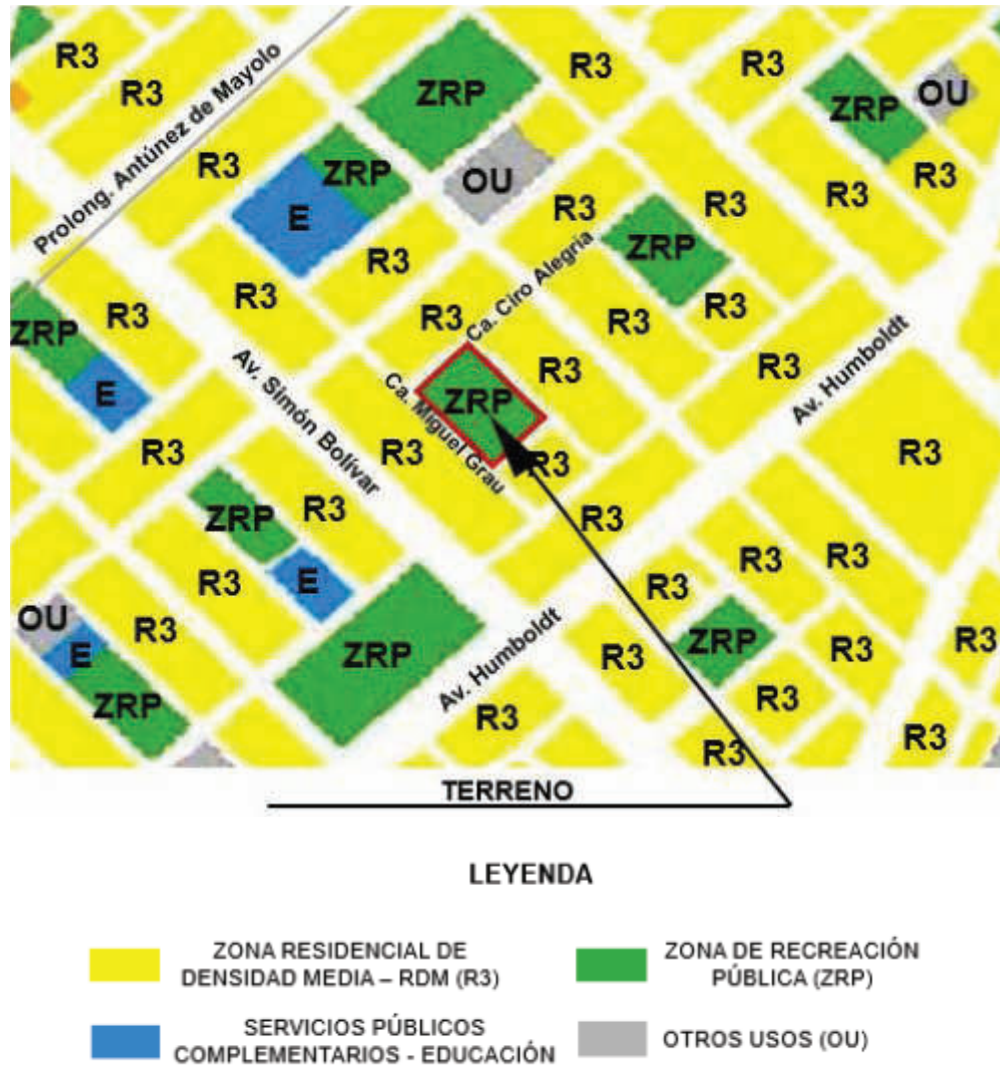 R3
R3
R3
R3
ZRP
ZRP
OU
Prolong. Antúnez de Mayolo
R3
ZRP
OU
E
R3
R3
R3
R3
R3
ZRP
R3
Ca. Ciro Alegría
R3
ZRP
R3
R3
R3
R3
Av. Humboldt
E
Av. Simón Bolívar
ZRP
R3
R3
Ca. Miguel Grau
R3
R3
R3
R3
ZRP
R3
R3
R3
R3
R3
E
R3
OU
R3
E
ZRP
ZRP
R3
ZRP
R3
R3
Av. Humboldt
ZRP
R3
R3
R3
R3
TERRENO
LEYENDA
ZONA RESIDENCIAL DE
DENSIDAD MEDIA – RDM (R3)
ZONA DE RECREACIÓN
PÚBLICA (ZRP)
SERVICIOS PÚBLICOS
COMPLEMENTARIOS - EDUCACIÓN
OTROS USOS (OU)